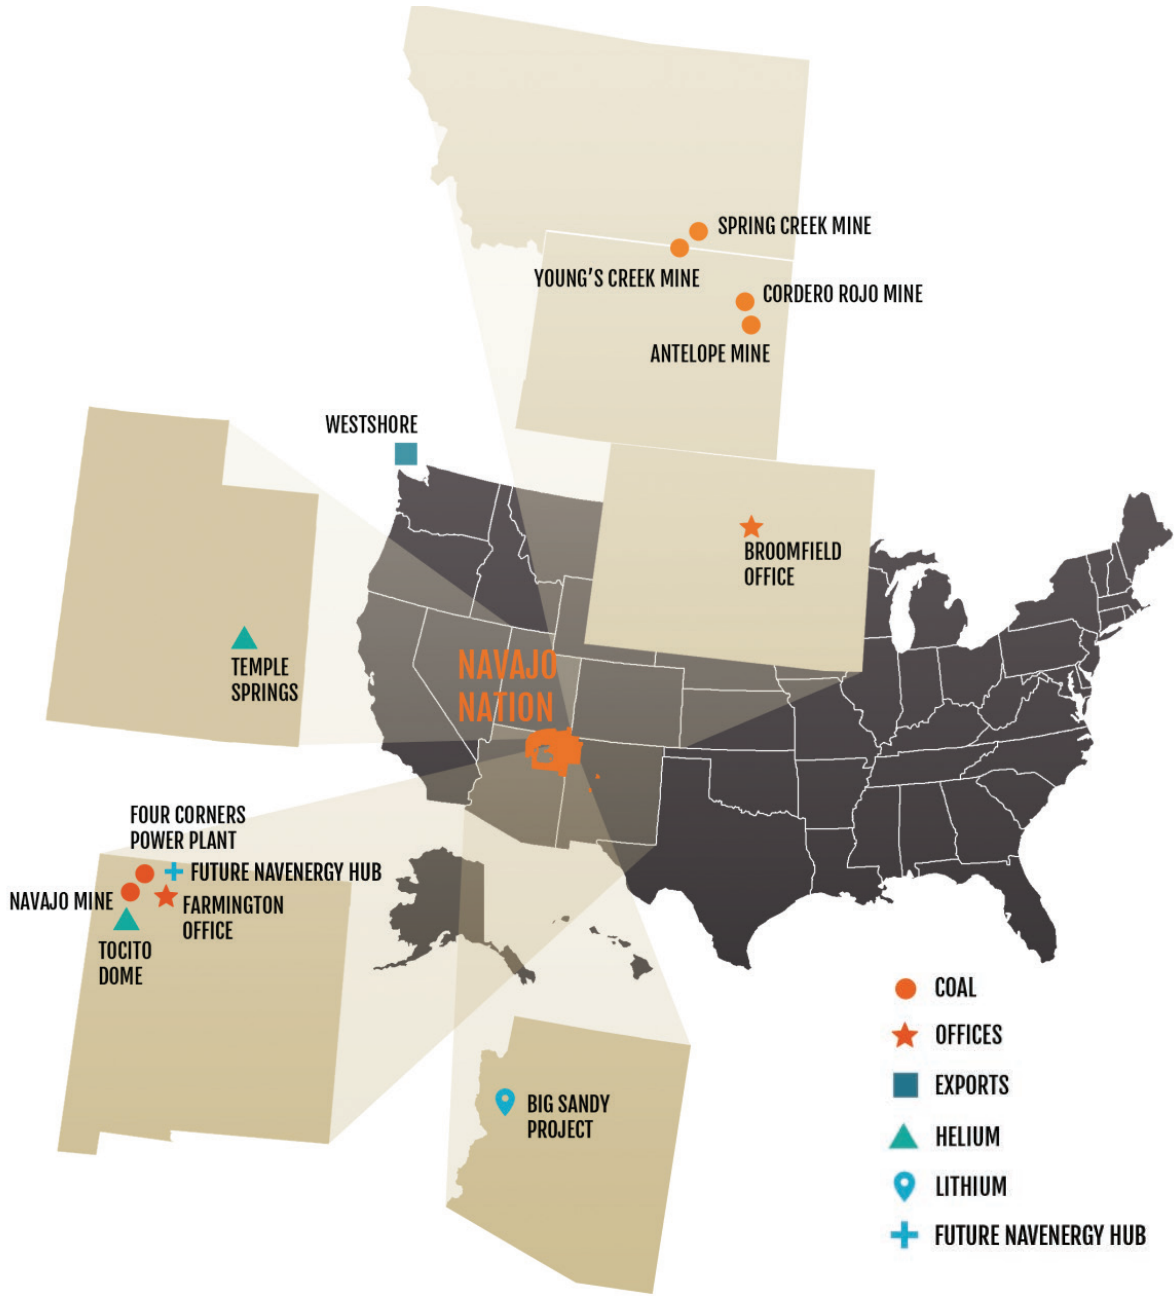 SPRING CREEK MINE
YOUNG'S CREEK MINE
CORDERO ROJO MINE
ANTELOPE MINE
WESTSHORE
BROOMFIELD
OFFICE
TEMPLE
SPRINGS
NAVAJO
NATION
FOUR CORNERS
POWER PLANT
FUTURE NAVENERGY HUB
NAVAJO MINE
FARMINGTON
OFFICE
TOCITO
DOME
BIG SANDY
PROJECT
COAL
OFFICES
EXPORTS
HELIUM
LITHIUM
FUTURE NAVENERGY HUB